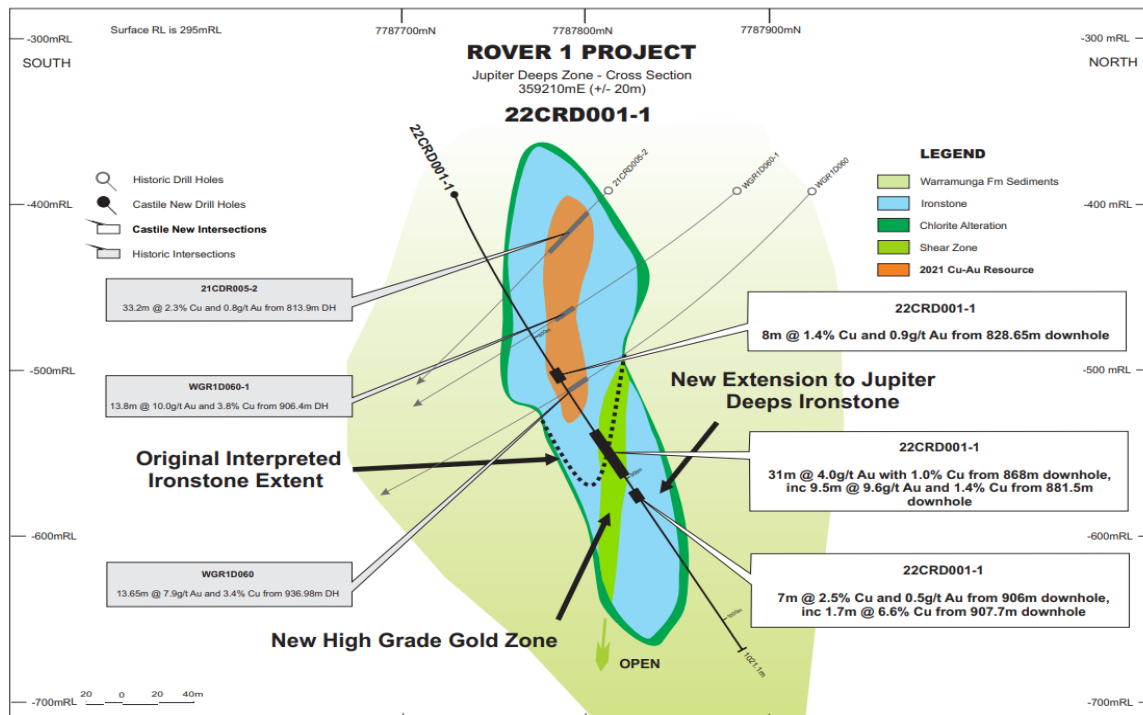 Surface RL is 295mRL
7787700mN
7787800mN
7787900mN
-300mRL
-300 mRL
SOUTH
NORTH
ROVER 1 PROJECT
Jupiter Deeps Zone - Cross Section
359210mE (+/- 20m)
22CRD001-1
22CRD001-1
21CRD005-2
WGR1D060-1
WGR1D060
Historic Drill Holes
Castile New Drill Holes
Castile New Intersections
Historic Intersections
LEGEND
Warramunga Fm Sediments
Ironstone
Chlorite Alteration
Shear Zone
2021 Cu-Au Resource
-400mRL
-400 mRL
21CDR005-2
33.2m @ 2.3% Cu and 0.8g/t Au from 813.9m DH
22CRD001-1
8m @ 1.4% Cu and 0.9g/t Au from 828.65m downhole
800m
-500mRL
-500 mRL
WGR1D060-1
13.8m @ 10.0g/t Au and 3.8% Cu from 906.4m DH
New Extension to Jupiter
Deeps Ironstone
Original Interpreted
Ironstone Extent
22CRD001-1
31m @ 4.0g/t Au with 1.0% Cu from 868m downhole,
inc 9.5m @ 9.6g/t Au and 1.4% Cu from 881.5m
downhole
900m
-600mRL
-600mRL
WGR1D060
13.65m @ 7.9g/t Au and 3.4% Cu from 936.98m DH
22CRD001-1
7m @ 2.5% Cu and 0.5g/t Au from 906m downhole,
inc 1.7m @ 6.6% Cu from 907.7m downhole
New High Grade Gold Zone
OPEN
1000m
1021.1m
20 0 20 40m
-700mRL
-700mRL